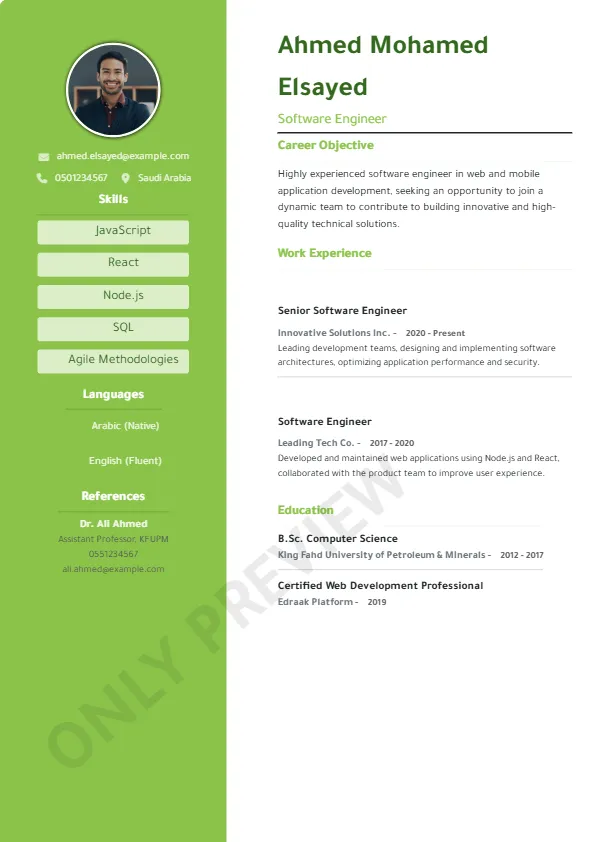 ahmed.elsayed@example.com
0501234567 Saudi Arabia
Skills
JavaScript
React
Node.js
SQL
Agile Methodologies
Languages
Arabic (Native)
English (Fluent)
References
Dr. Ali Ahmed
Assistant Professor, KFUPM
0551234567
ali.ahmed@example.com
Ahmed Mohamed
Elsayed
Software Engineer
Career Objective
Highly experienced software engineer in web and mobile
application development, seeking an opportunity to join a
dynamic team to contribute to building innovative and high-
quality technical solutions.
Work Experience
Senior Software Engineer
Innovative Solutions Inc. - 2020 - Present
Leading development teams, designing and implementing software
architectures, optimizing application performance and security.
Software Engineer
Leading Tech Co. - 2017 - 2020
Developed and maintained web applications using Node.js and React,
collaborated with the product team to improve user experience.
Education
B.Sc. Computer Science
King Fahd University of Petroleum & Minerals - 2012 - 2017
Certified Web Development Professional
Edraak Platform - 2019
ONLY PREVIEW